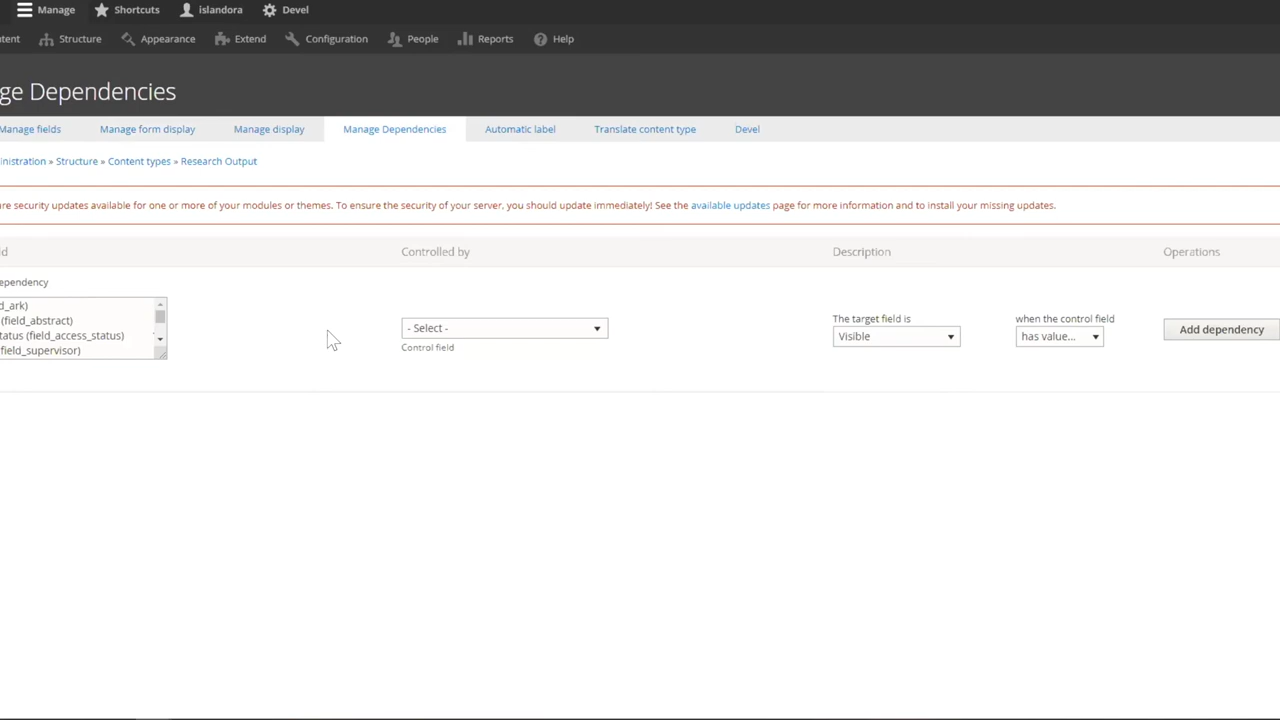 Manage Shortcuts islandora Devel
Structure Appearance Extend Configuration People Reports Help
Dependencies
Manage fields Manage form display Manage display Manage Dependencies Automatic label Translate content type Devel
» Structure » Content types » Research Output
security updates available for one or more of your modules or themes. To ensure the security of your server, you should update immediately! See the available updates page for more information and to install your missing updates.
Controlled by Description Operations
ependency
d_ark)
(field_abstract)
tatus (field_access_status)
field_supervisor)
- Select -
Control field
The target field is
Visible
when the control field
has value...
Add dependency